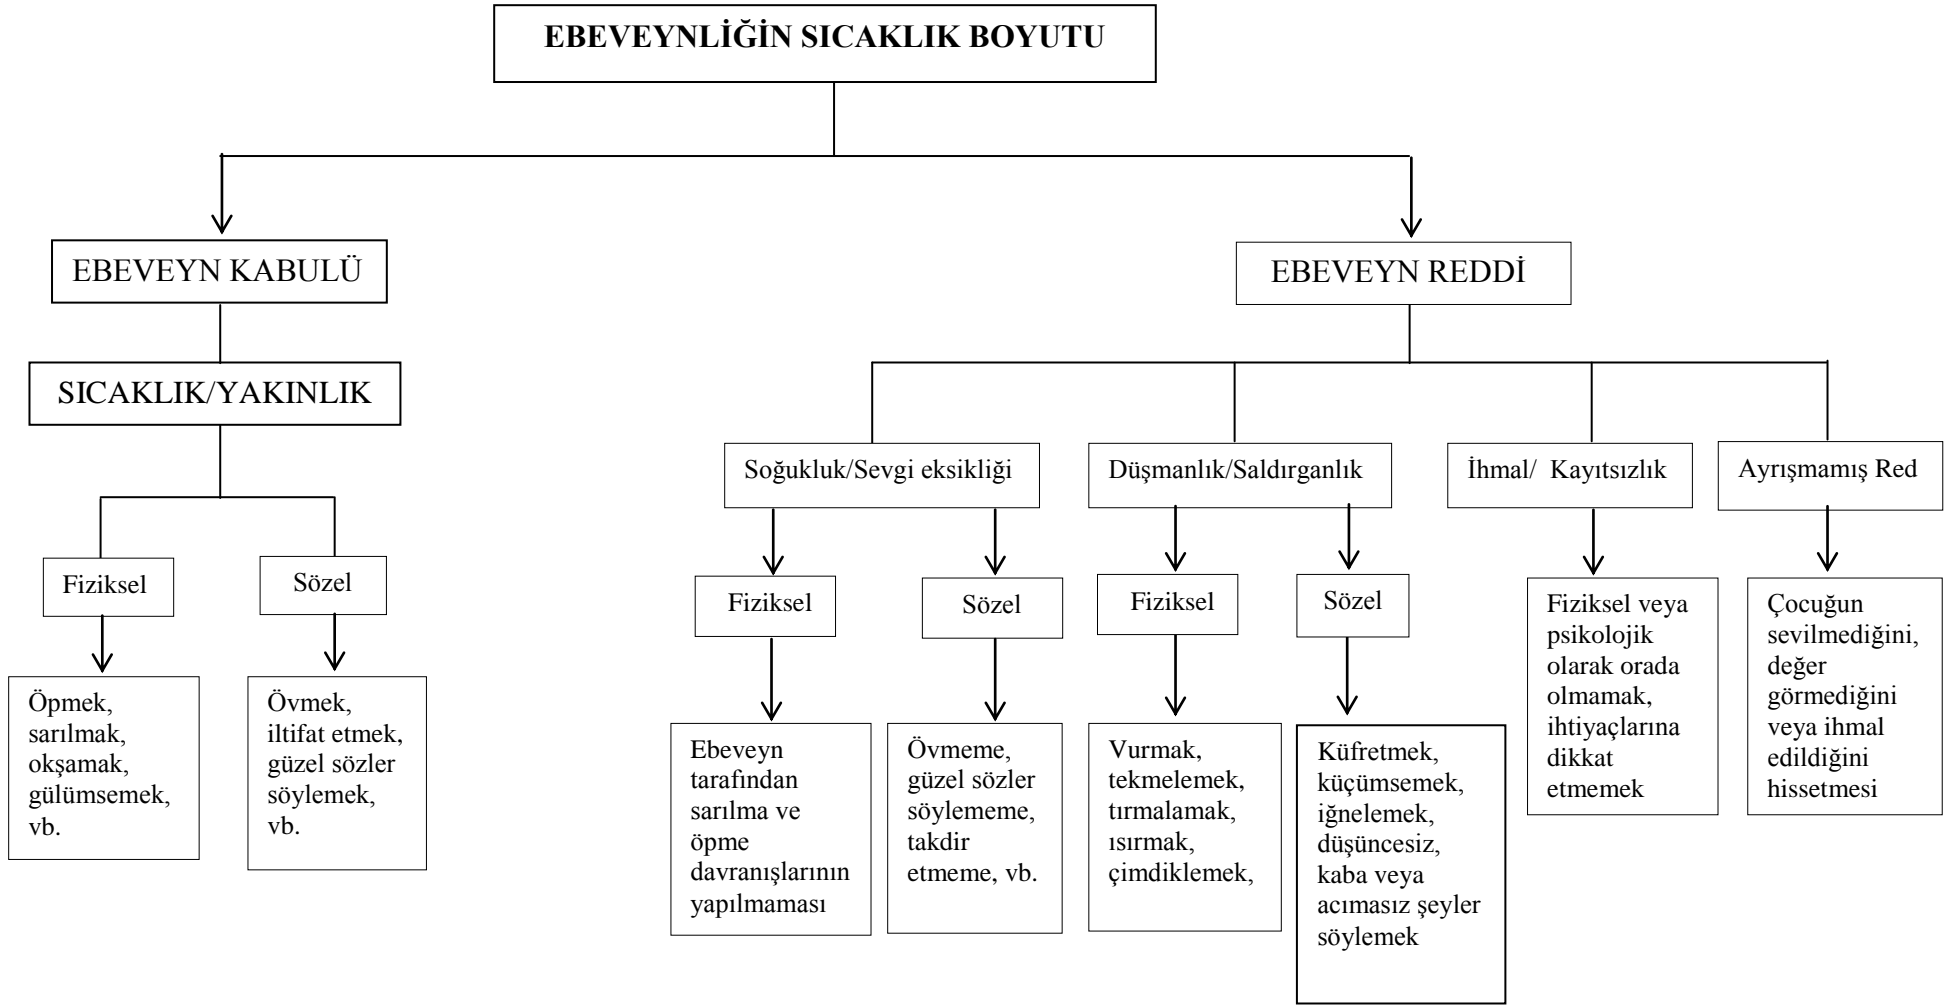 EBEVEYNLİĞİN SICAKLIK BOYUTU
EBEVEYN KABULÜ
EBEVEYN REDDİ
SICAKLIK/YAKINLIK
Soğukluk/Sevgi eksikliği
Düşmanlık/Saldırganlık
İhmal/ Kayıtsızlık
Ayrışmamış Red
Fiziksel
Sözel
Fiziksel
Sözel
Fiziksel
Sözel
Öpmek,
sarılmak,
okşamak,
gülümsemek,
vb.
Övmek,
iltifat etmek,
güzel sözler
söylemek,
vb.
Ebeveyn
tarafından
sarılma ve
öpme
davranışlarının
yapılmaması
Övmeme,
güzel sözler
söylememe,
takdir
etmeme, vb.
Vurmak,
tekmelemek,
tırmalamak,
ısırmak,
çimdiklemek,
Küfretmek,
küçümsemek,
iğnelemek,
düşüncesiz,
kaba veya
acımasız şeyler
söylemek
Fiziksel veya
psikolojik
olarak orada
olmamak,
ihtiyaçlarına
dikkat
etmemek
Çocuğun
sevilmediğini,
değer
görmediğini
veya ihmal
edildiğini
hissetmesi